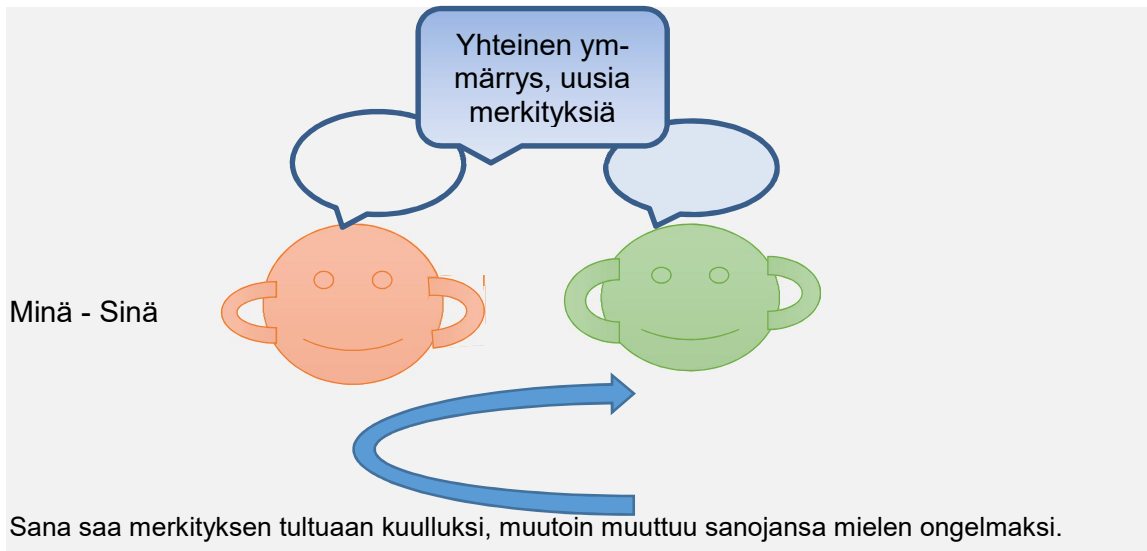 Yhteinen ym-
märrys, uusia
merkityksiä
Minä - Sinä
Sana saa merkityksen tultuaan kuulluksi, muutoin muuttuu sanojansa mielen ongelmaksi.